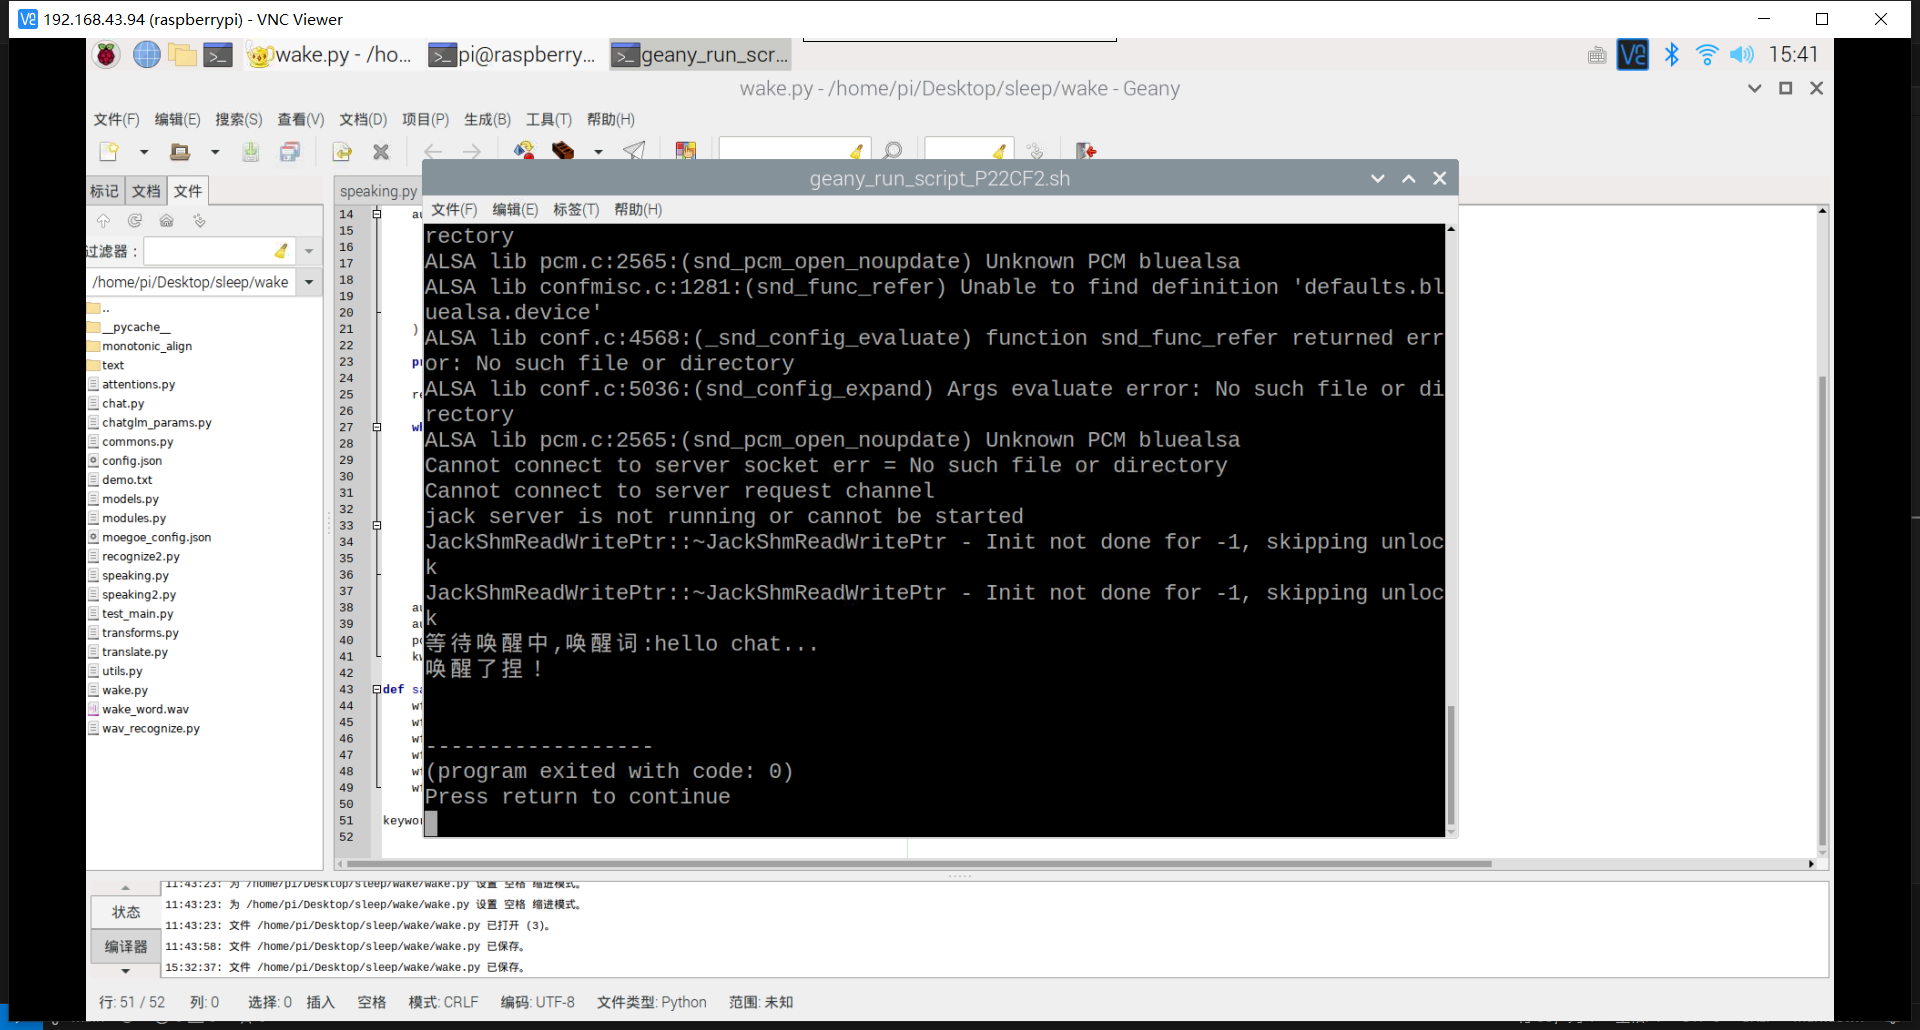 192.168.43.94 (raspberrypi) - VNC Viewer
wake.py - /ho...
pi@raspberry...
geany_run_scr...
15:41
wake.py - /home/pi/Desktop/sleep/wake - Geany
文件(F) 编辑(E) 搜索(S) 查看(V) 文档(D) 项目(P) 生成(B) 工具(T) 帮助(H)
标记 文档 文件
过滤器：
/home/pi/Desktop/sleep/wake
..
__pycache__
monotonic_align
text
attentions.py
chat.py
chatglm_params.py
commons.py
config.json
demo.txt
models.py
modules.py
moegoe_config.json
recognize2.py
speaking.py
speaking2.py
test_main.py
transforms.py
translate.py
utils.py
wake.py
wake_word.wav
wav_recognize.py
speaking.py
14
15
16
17
18
19
20
21 )
22
23
24
25
26
27
28
29
30
31
32
33
34
35
36
37
38
39
40
41
42
43 def
44
45
46
47
48
49
50
51
52
geany_run_script_P22CF2.sh
文件(F) 编辑(E) 标签(T) 帮助(H)
rectory
ALSA lib pcm.c:2565:(snd_pcm_open_noupdate) Unknown PCM bluealsa
ALSA lib confmisc.c:1281:(snd_func_refer) Unable to find definition 'defaults.bl
uealsa.device'
ALSA lib conf.c:4568:(_snd_config_evaluate) function snd_func_refer returned err
or: No such file or directory
ALSA lib conf.c:5036:(snd_config_expand) Args evaluate error: No such file or di
rectory
ALSA lib pcm.c:2565:(snd_pcm_open_noupdate) Unknown PCM bluealsa
Cannot connect to server socket err = No such file or directory
Cannot connect to server request channel
jack server is not running or cannot be started
JackShmReadWritePtr::~JackShmReadWritePtr - Init not done for -1, skipping unloc
k
JackShmReadWritePtr::~JackShmReadWritePtr - Init not done for -1, skipping unloc
k
等待唤醒中,唤醒词:hello chat...
唤醒了捏！
------------------
(program exited with code: 0)
Press return to continue
状态
编译器
11:43:23: 为 /home/pi/Desktop/sleep/wake/wake.py 设置 空格 缩进模式。
11:43:23: 为 /home/pi/Desktop/sleep/wake/wake.py 设置 空格 缩进模式。
11:43:23: 文件 /home/pi/Desktop/sleep/wake/wake.py 已打开 (3)。
11:43:58: 文件 /home/pi/Desktop/sleep/wake/wake.py 已保存。
15:32:37: 文件 /home/pi/Desktop/sleep/wake/wake.py 已保存。
行: 51 / 52 列: 0 选择: 0 插入 空格 模式: CRLF 编码: UTF-8 文件类型: Python 范围: 未知